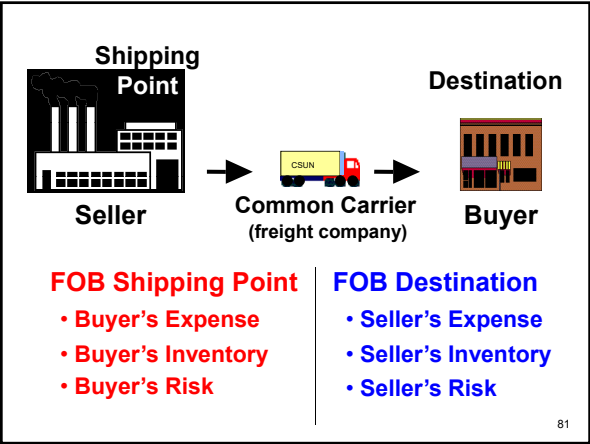 Shipping
Point
Destination
CSUN
Seller
Common Carrier
(freight company)
Buyer
FOB Shipping Point
• Buyer's Expense
• Buyer's Inventory
• Buyer's Risk
FOB Destination
• Seller's Expense
• Seller's Inventory
• Seller's Risk
81